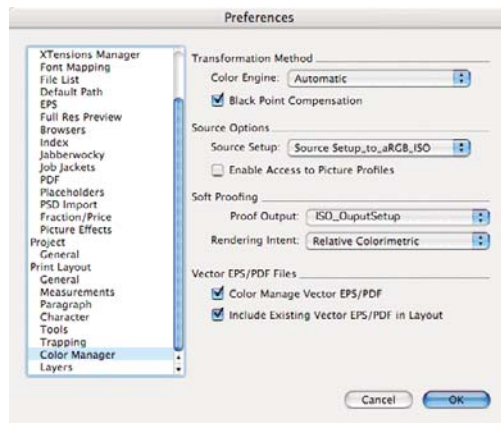 Preferences
XTensions Manager
Font Mapping
File List
Default Path
EPS
Full Res Preview
Browsers
Index
Jabberwocky
Job Jackets
PDF
Placeholders
PSD Import
Fraction/Price
Picture Effects
Project
General
Print Layout
General
Measurements
Paragraph
Character
Tools
Trapping
Color Manager
Layers
Transformation Method
Color Engine: Automatic
Black Point Compensation
Source Options
Source Setup: Source Setup_to_aRGB_ISO
Enable Access to Picture Profiles
Soft Proofing
Proof Output: ISO_OuputSetup
Rendering Intent: Relative Colorimetric
Vector EPS/PDF Files
Color Manage Vector EPS/PDF
Include Existing Vector EPS/PDF in Layout
Cancel OK